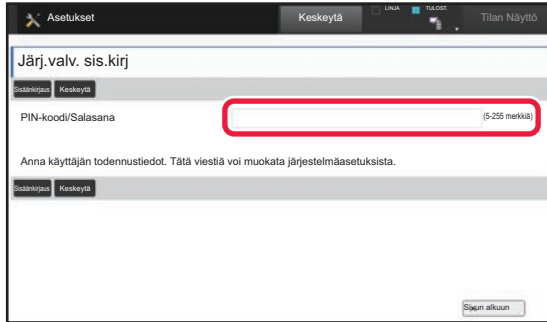 Asetukset
Keskeytä
LINJA
TULOST.
Tilan Näyttö
Järj.valv. sis.kirj
Sisäänkirjaus Keskeytä
PIN-koodi/Salasana
(5-255 merkkiä)
Anna käyttäjän todennustiedot. Tätä viestiä voi muokata järjestelmäasetuksista.
Sisäänkirjaus Keskeytä
Sivun alkuun